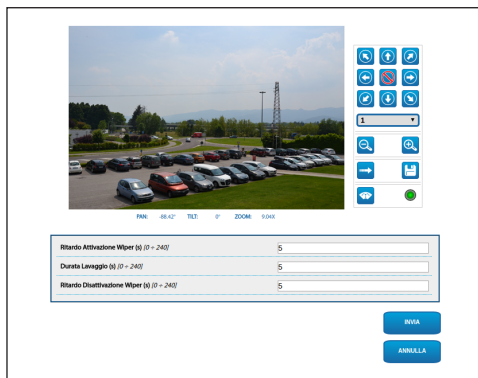 1
PAN: -88.42° TILT: 0° ZOOM: 9.04X
Ritardo Attivazione Wiper (s) [0 ÷ 240] 5
Durata Lavaggio (s) [0 ÷ 240] 5
Ritardo Disattivazione Wiper (s) [0 ÷ 240] 5
INVIA
ANNULLA